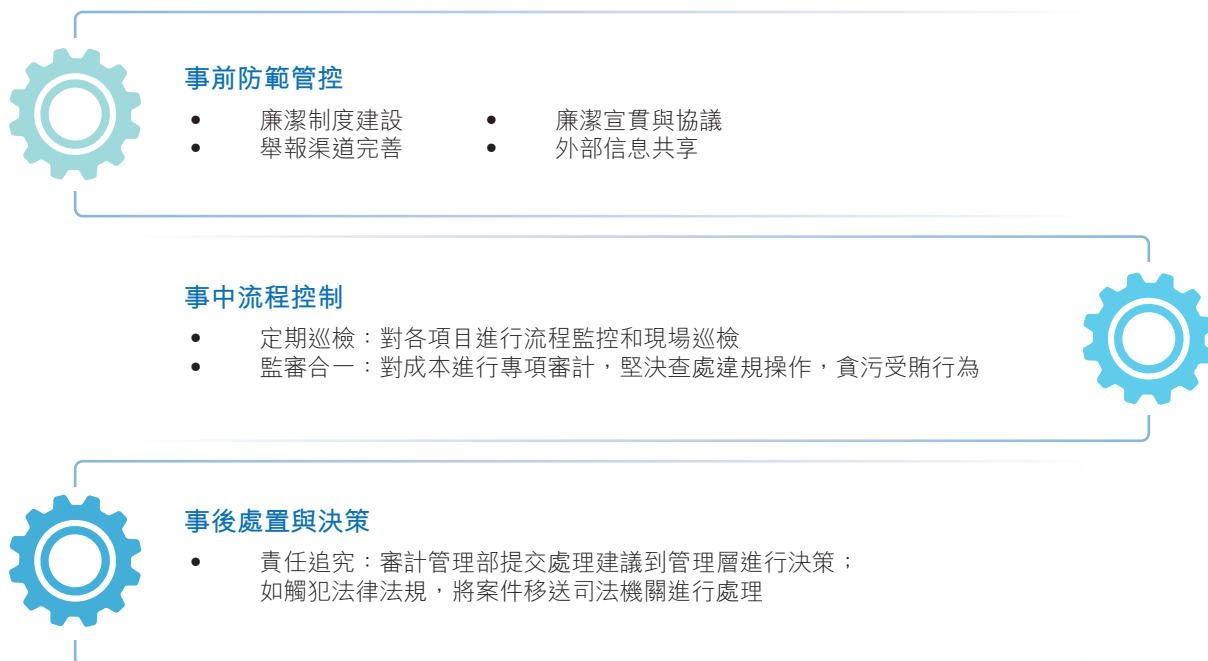 事前防範管控
• 廉潔制度建設 • 廉潔宣貫與協議
• 舉報渠道完善 • 外部信息共享
事中流程控制
• 定期巡檢：對各項目進行流程監控和現場巡檢
• 監審合一：對成本進行專項審計，堅決查處違規操作，貪污受賄行為
事後處置與決策
• 責任追究：審計管理部提交處理建議到管理層進行決策；
如觸犯法律法規，將案件移送司法機關進行處理